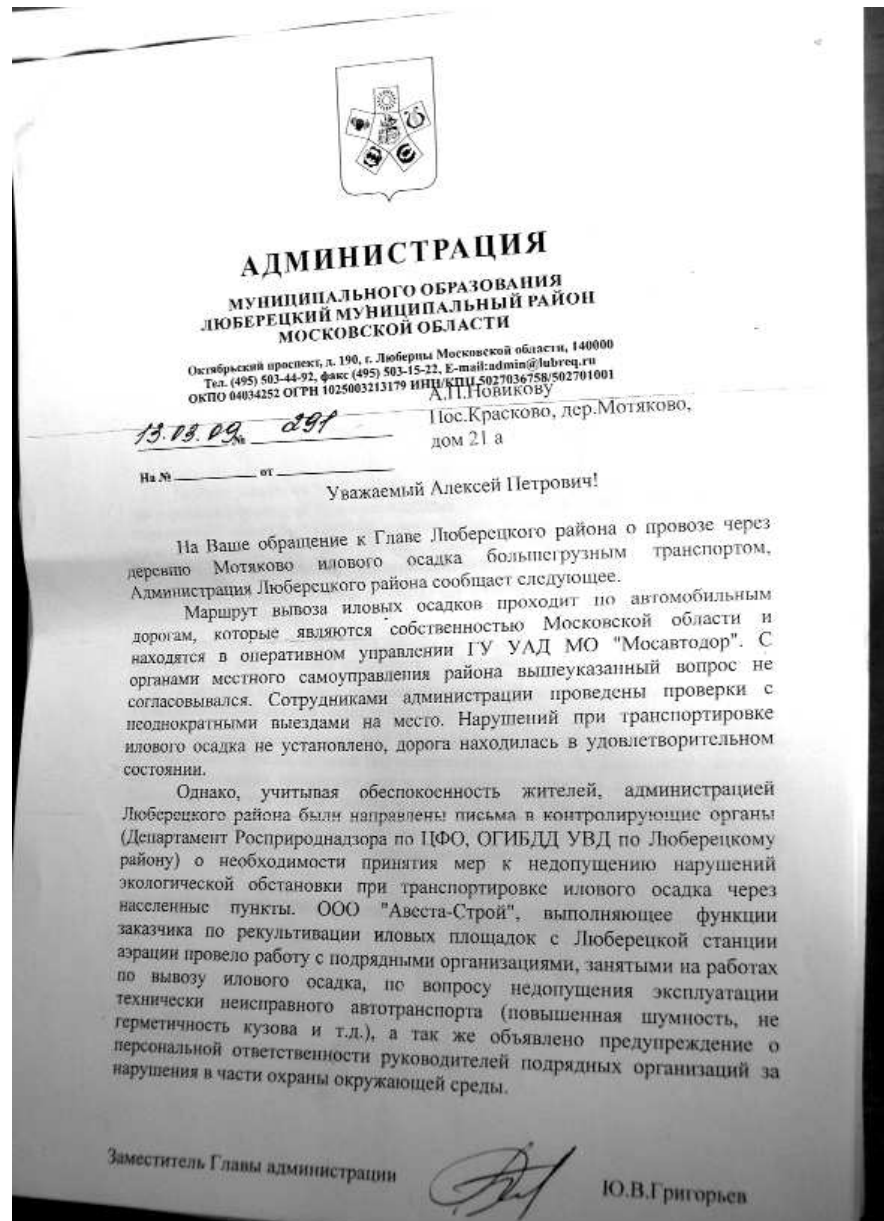 АДМИНИСТРАЦИЯ
МУНИЦИПАЛЬНОГО ОБРАЗОВАНИЯ
ЛЮБЕРЕЦКИЙ МУНИЦИПАЛЬНЫЙ РАЙОН
МОСКОВСКОЙ ОБЛАСТИ
Октябрьский проспект, д. 190, г. Люберцы Московской области, 140000
Тел. (495) 503-44-92, факс (495) 503-15-22, E-mail:admin@lubreq.ru
ОКПО 04034252 ОГРН 1025003213179 ИНН/КПП 5027036758/502701001
А.П.Новикову
Пос.Красково, дер.Мотяково,
13.03.09 № 291
дом 21 а
На № от
Уважаемый Алексей Петрович!
На Ваше обращение к Главе Люберецкого района о провозе через
деревню Мотяково илового осадка большегрузным транспортом,
Администрация Люберецкого района сообщает следующее.
Маршрут вывоза иловых осадков проходит по автомобильным
дорогам, которые являются собственностью Московской области и
находятся в оперативном управлении ГУ УАД МО "Мосавтодор". С
органами местного самоуправления района вышеуказанный вопрос не
согласовывался. Сотрудниками администрации проведены проверки с
неоднократными выездами на место. Нарушений при транспортировке
илового осадка не установлено, дорога находилась в удовлетворительном
состоянии.
Однако, учитывая обеспокоенность жителей, администрацией
Люберецкого района были направлены письма в контролирующие органы
(Департамент Росприроднадзора по ЦФО, ОГИБДД УВД по Люберецкому
району) о необходимости принятия мер к недопущению нарушений
экологической обстановки при транспортировке илового осадка через
населенные пункты. ООО "Авеста-Строй", выполняющее функции
заказчика по рекультивации иловых площадок с Люберецкой станции
аэрации провело работу с подрядными организациями, занятыми на работах
по вывозу илового осадка, по вопросу недопущения эксплуатации
технически неисправного автотранспорта (повышенная шумность, не
герметичность кузова и т.д.), а так же объявлено предупреждение о
персональной ответственности руководителей подрядных организаций за
нарушения в части охраны окружающей среды.
Заместитель Главы администрации
Ю.В.Григорьев